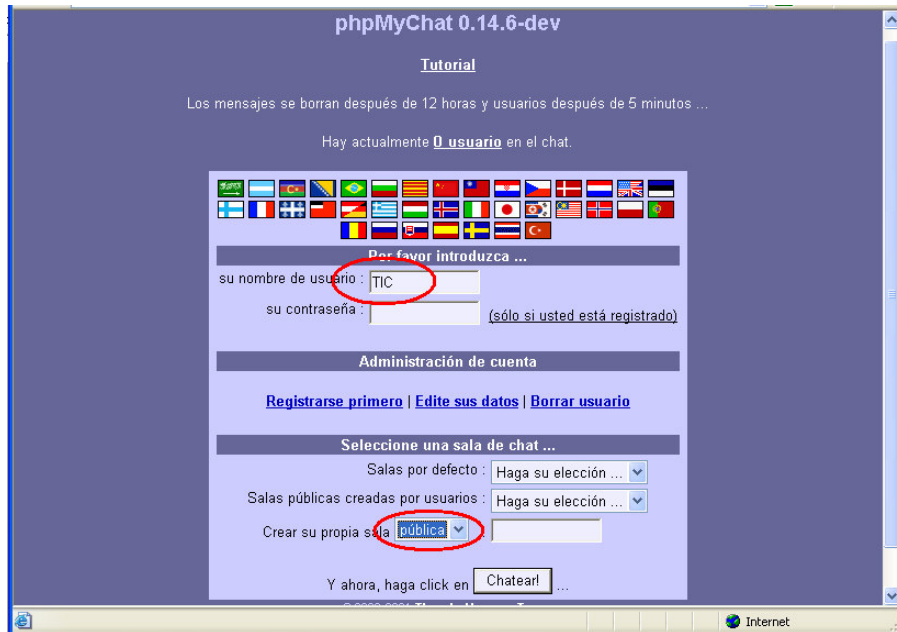 phpMyChat 0.14.6-dev
Tutorial
Los mensajes se borran después de 12 horas y usuarios después de 5 minutos ...
Hay actualmente 0 usuario en el chat.
Por favor introduzca ...
su nombre de usuario : TIC
su contraseña : (sólo si usted está registrado)
Administración de cuenta
Registrarse primero | Edite sus datos | Borrar usuario
Seleccione una sala de chat ...
Salas por defecto : Haga su elección ...
Salas públicas creadas por usuarios : Haga su elección ...
Crear su propia sala pública :
Y ahora, haga click en Chatear! ...
Internet